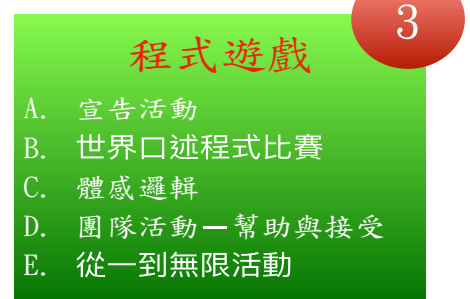 3
程式遊戲
A. 宣告活動
B. 世界口述程式比賽
C. 體感邏輯
D. 團隊活動—幫助與接受
E. 從一到無限活動